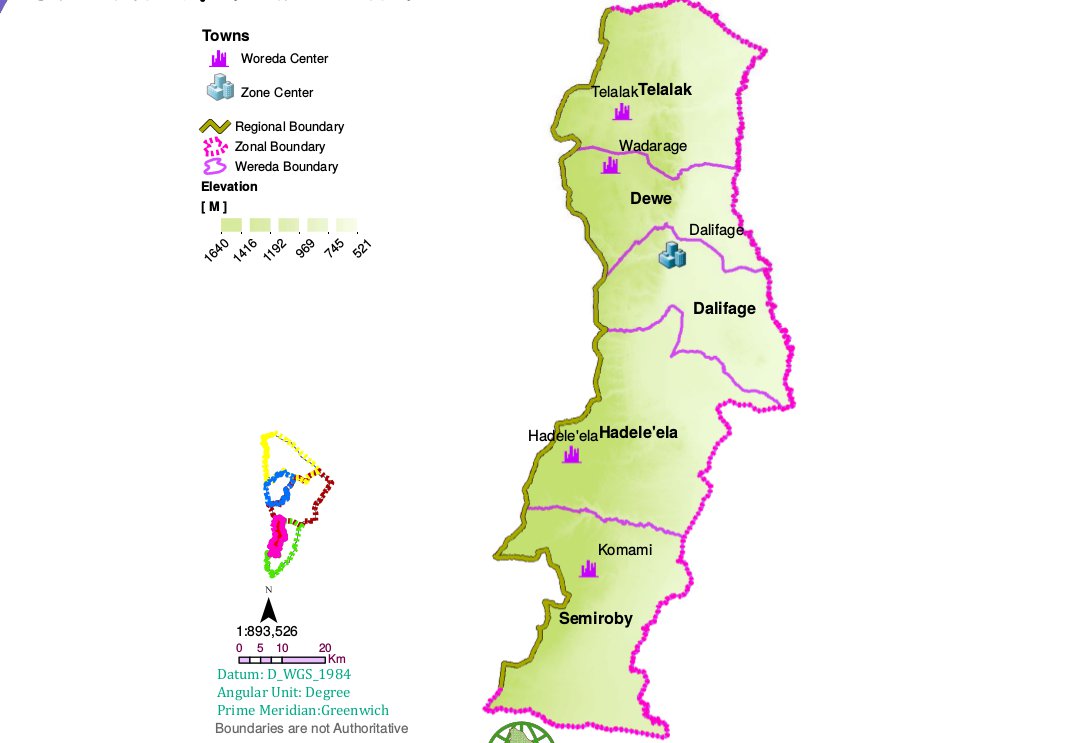 Towns
Woreda Center
Zone Center
Regional Boundary
Zonal Boundary
Wereda Boundary
Elevation
[ M ]
1640 1416 1192 969 745 521
Telalak Telalak
Wadarage
Dewe
Dalifage
Dalifage
Hadele'ela Hadele'ela
Komami
Semiroby
N
1:893,526
0 5 10 20
Km
Datum: D_WGS_1984
Angular Unit: Degree
Prime Meridian:Greenwich
Boundaries are not Authoritative